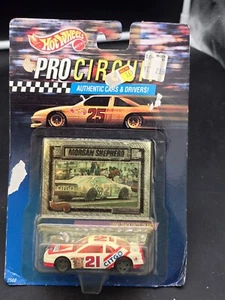 Hot Wheels
PRO CIRCUIT
AUTHENTIC CARS & DRIVERS!
25
MORGAN SHEPHERD
21
CITGO